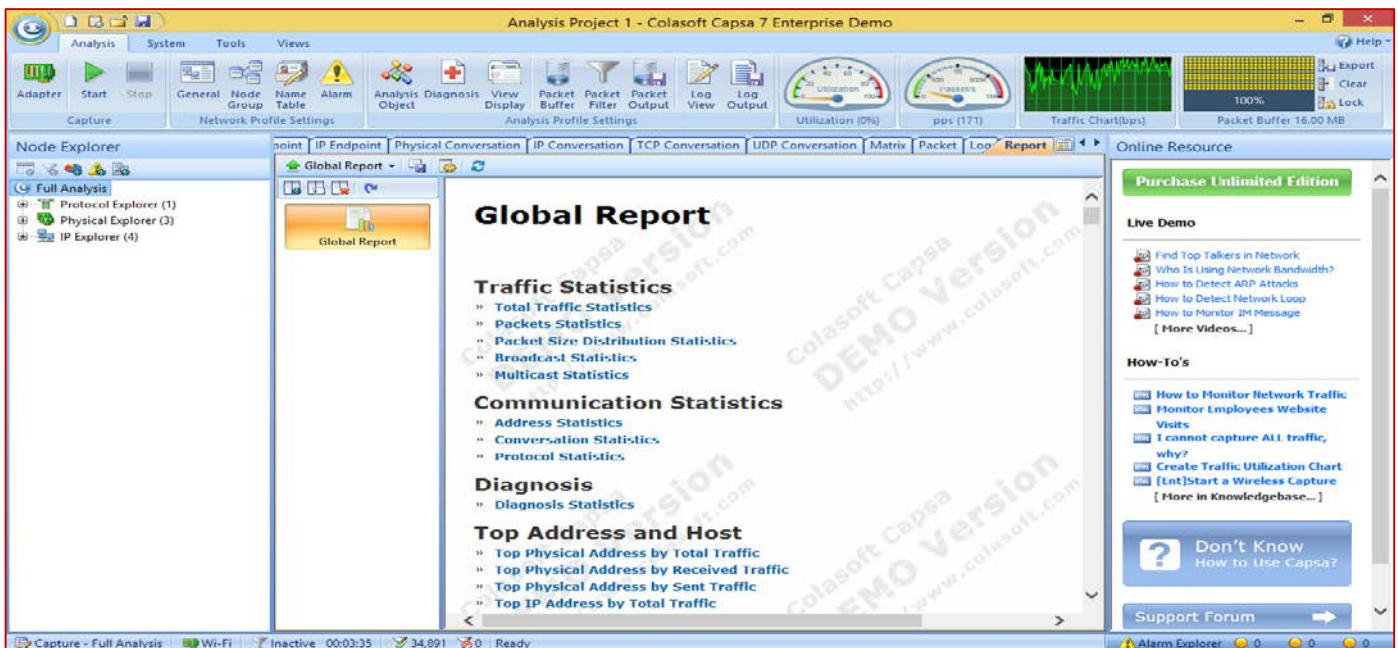 Analysis Project 1 - Colasoft Capsa 7 Enterprise Demo
Analysis System Tools Views Help
Adapter Start Stop General Node Group Name Table Alarm Analysis Object Diagnosis View Display Packet Buffer Packet Filter Packet Output Log View Log Output Utilization Packets 100% Export Clear Lock
Capture Network Profile Settings Analysis Profile Settings Utilization (0%) pps (171) Traffic Chart(bps) Packet Buffer 16.00 MB
Node Explorer
Full Analysis
Protocol Explorer (1)
Physical Explorer (3)
IP Explorer (4)
point IP Endpoint Physical Conversation IP Conversation TCP Conversation UDP Conversation Matrix Packet Log Report
Global Report
Global Report
Global Report
Traffic Statistics
» Total Traffic Statistics
» Packets Statistics
» Packet Size Distribution Statistics
» Broadcast Statistics
» Multicast Statistics
Communication Statistics
» Address Statistics
» Conversation Statistics
» Protocol Statistics
Diagnosis
» Diagnosis Statistics
Top Address and Host
» Top Physical Address by Total Traffic
» Top Physical Address by Received Traffic
» Top Physical Address by Sent Traffic
» Top IP Address by Total Traffic
Colasoft Capsa
DEMO Version
http://www.colasoft.com
Online Resource
Purchase Unlimited Edition
Live Demo
Find Top Talkers in Network
Who Is Using Network Bandwidth?
How to Detect ARP Attacks
How to Detect Network Loop
How to Monitor IM Message
[ More Videos... ]
How-To's
How to Monitor Network Traffic
Monitor Employees Website
Visits
I cannot capture ALL traffic,
why?
Create Traffic Utilization Chart
[Ent]Start a Wireless Capture
[ More in Knowledgebase... ]
Don't Know
How to Use Capsa?
Support Forum
Capture - Full Analysis Wi-Fi Inactive 00:03:35 34,891 0 Ready Alarm Explorer 0 0 0